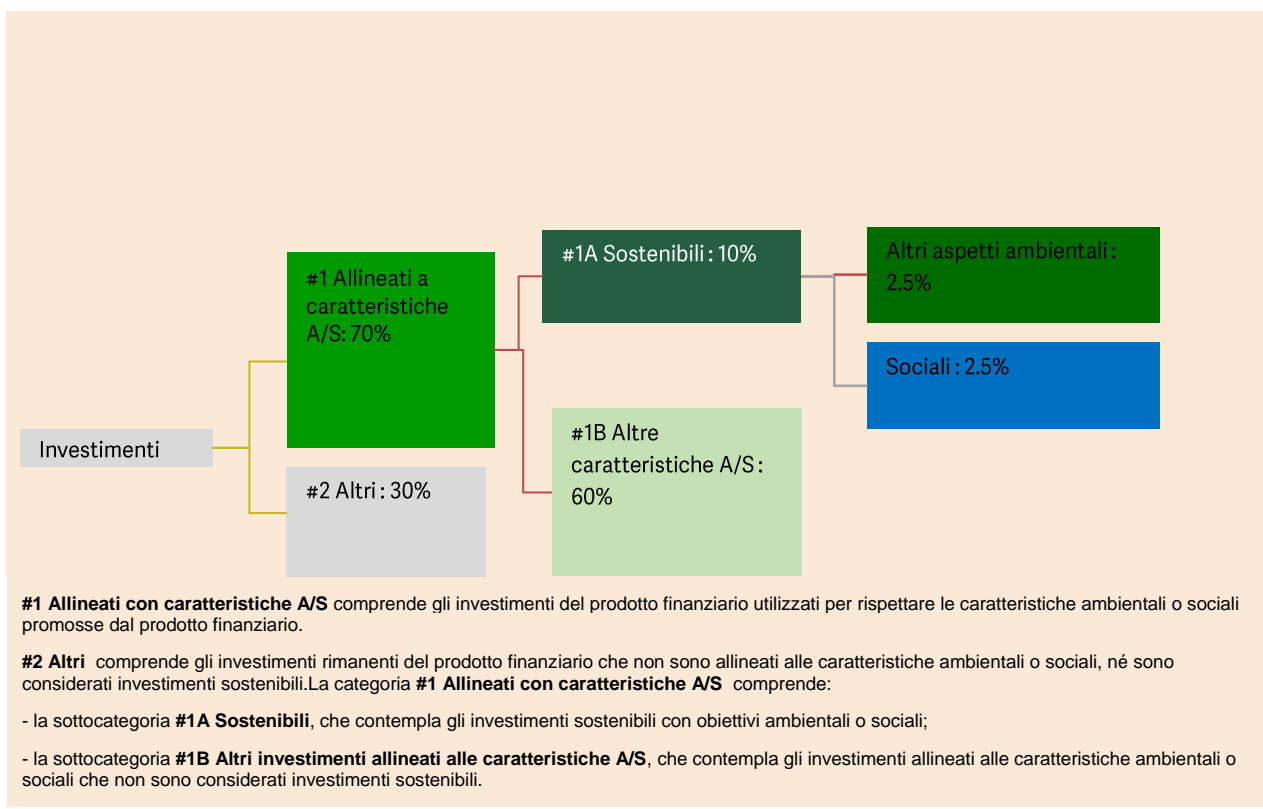 Investimenti
#1 Allineati a
caratteristiche
A/S: 70%
#2 Altri : 30%
#1A Sostenibili : 10%
#1B Altre
caratteristiche A/S :
60%
Altri aspetti ambientali :
2.5%
Sociali : 2.5%
#1 Allineati con caratteristiche A/S comprende gli investimenti del prodotto finanziario utilizzati per rispettare le caratteristiche ambientali o sociali
promosse dal prodotto finanziario.
#2 Altri comprende gli investimenti rimanenti del prodotto finanziario che non sono allineati alle caratteristiche ambientali o sociali, né sono
considerati investimenti sostenibili.La categoria #1 Allineati con caratteristiche A/S comprende:
- la sottocategoria #1A Sostenibili, che contempla gli investimenti sostenibili con obiettivi ambientali o sociali;
- la sottocategoria #1B Altri investimenti allineati alle caratteristiche A/S, che contempla gli investimenti allineati alle caratteristiche ambientali o
sociali che non sono considerati investimenti sostenibili.